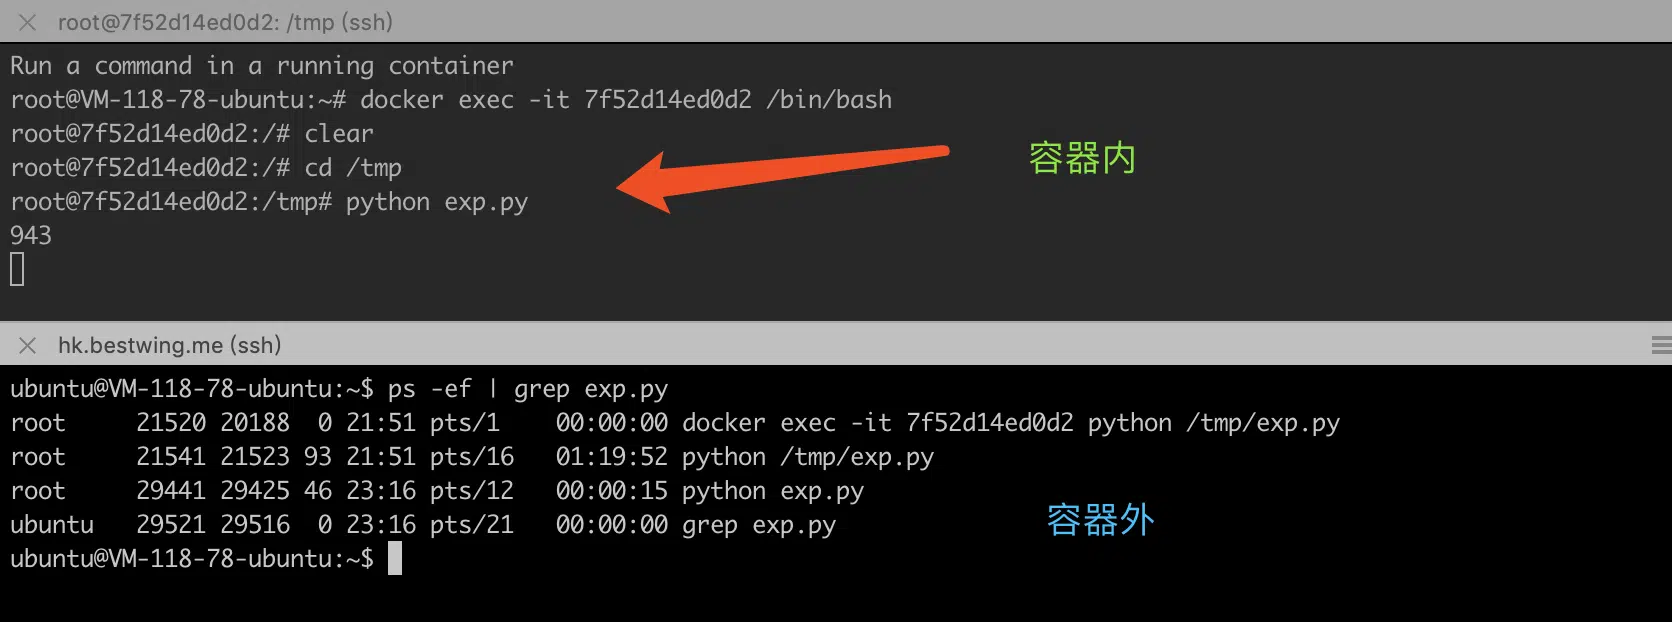 root@7f52d14ed0d2: /tmp (ssh)
Run a command in a running container
root@VM-118-78-ubuntu:~# docker exec -it 7f52d14ed0d2 /bin/bash
root@7f52d14ed0d2:/# clear
root@7f52d14ed0d2:/# cd /tmp
容器内
root@7f52d14ed0d2:/tmp# python exp.py
943
hk.bestwing.me (ssh)
ubuntu@VM-118-78-ubuntu:~$ ps -ef | grep exp.py
root     21520 20188  0 21:51 pts/1    00:00:00 docker exec -it 7f52d14ed0d2 python /tmp/exp.py
root     21541 21523 93 21:51 pts/16   01:19:52 python /tmp/exp.py
root     29441 29425 46 23:16 pts/12   00:00:15 python exp.py
ubuntu   29521 29516  0 23:16 pts/21   00:00:00 grep exp.py
容器外
ubuntu@VM-118-78-ubuntu:~$